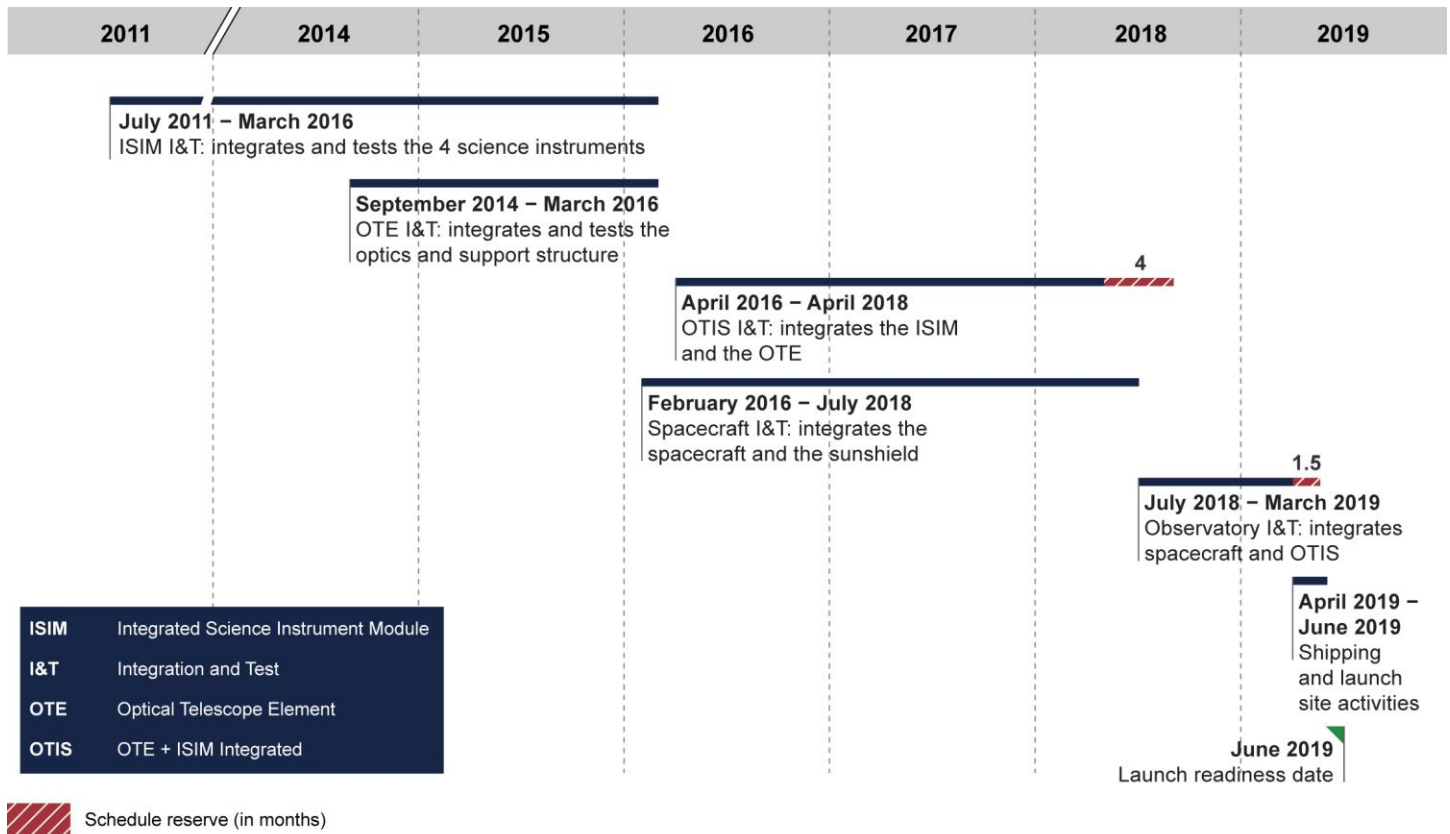 2011 2014 2015 2016 2017 2018 2019
July 2011 − March 2016
ISIM I&T: integrates and tests the 4 science instruments
September 2014 − March 2016
OTE I&T: integrates and tests the
optics and support structure
4
April 2016 − April 2018
OTIS I&T: integrates the ISIM
and the OTE
February 2016 − July 2018
Spacecraft I&T: integrates the
spacecraft and the sunshield
1.5
July 2018 − March 2019
Observatory I&T: integrates
spacecraft and OTIS
April 2019 −
June 2019
Shipping
and launch
site activities
June 2019
Launch readiness date
ISIM Integrated Science Instrument Module
I&T Integration and Test
OTE Optical Telescope Element
OTIS OTE + ISIM Integrated
Schedule reserve (in months)